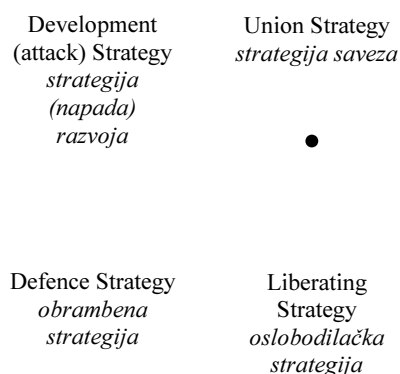 Development
(attack) Strategy
strategija
(napada)
razvoja
Union Strategy
strategija saveza
Defence Strategy
obrambena
strategija
Liberating
Strategy
oslobodilačka
strategija